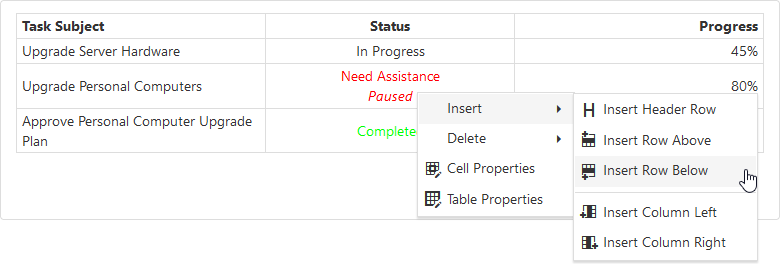 Task Subject Status Progress
Upgrade Server Hardware In Progress 45%
Upgrade Personal Computers Need Assistance 80%
Paused
Approve Personal Computer Upgrade
Plan
Complete
Insert
Delete
Cell Properties
Table Properties
Insert Header Row
Insert Row Above
Insert Row Below
Insert Column Left
Insert Column Right